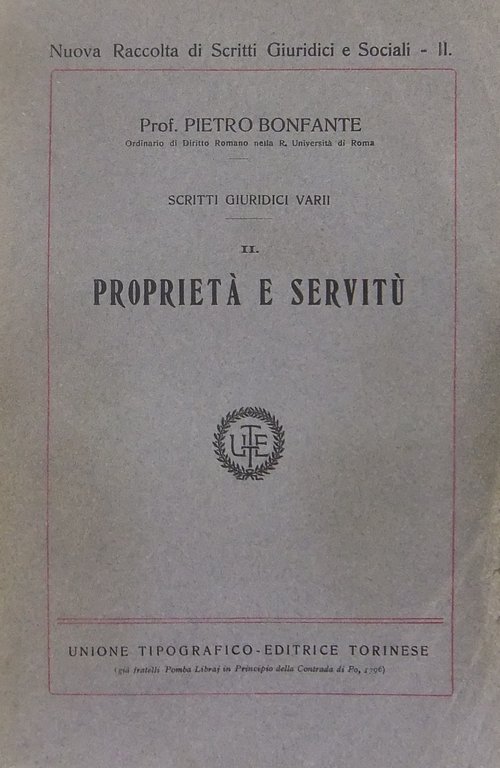 Nuova Raccolta di Scritti Giuridici e Sociali - II.
Prof. PIETRO BONFANTE
Ordinario di Diritto Romano nella R. Università di Roma
SCRITTI GIURIDICI VARII
II.
PROPRIETÀ E SERVITÙ
UTET
UNIONE TIPOGRAFICO-EDITRICE TORINESE
(già fratelli Pomba Libraj in Principio della Contrada di Po, 1796)